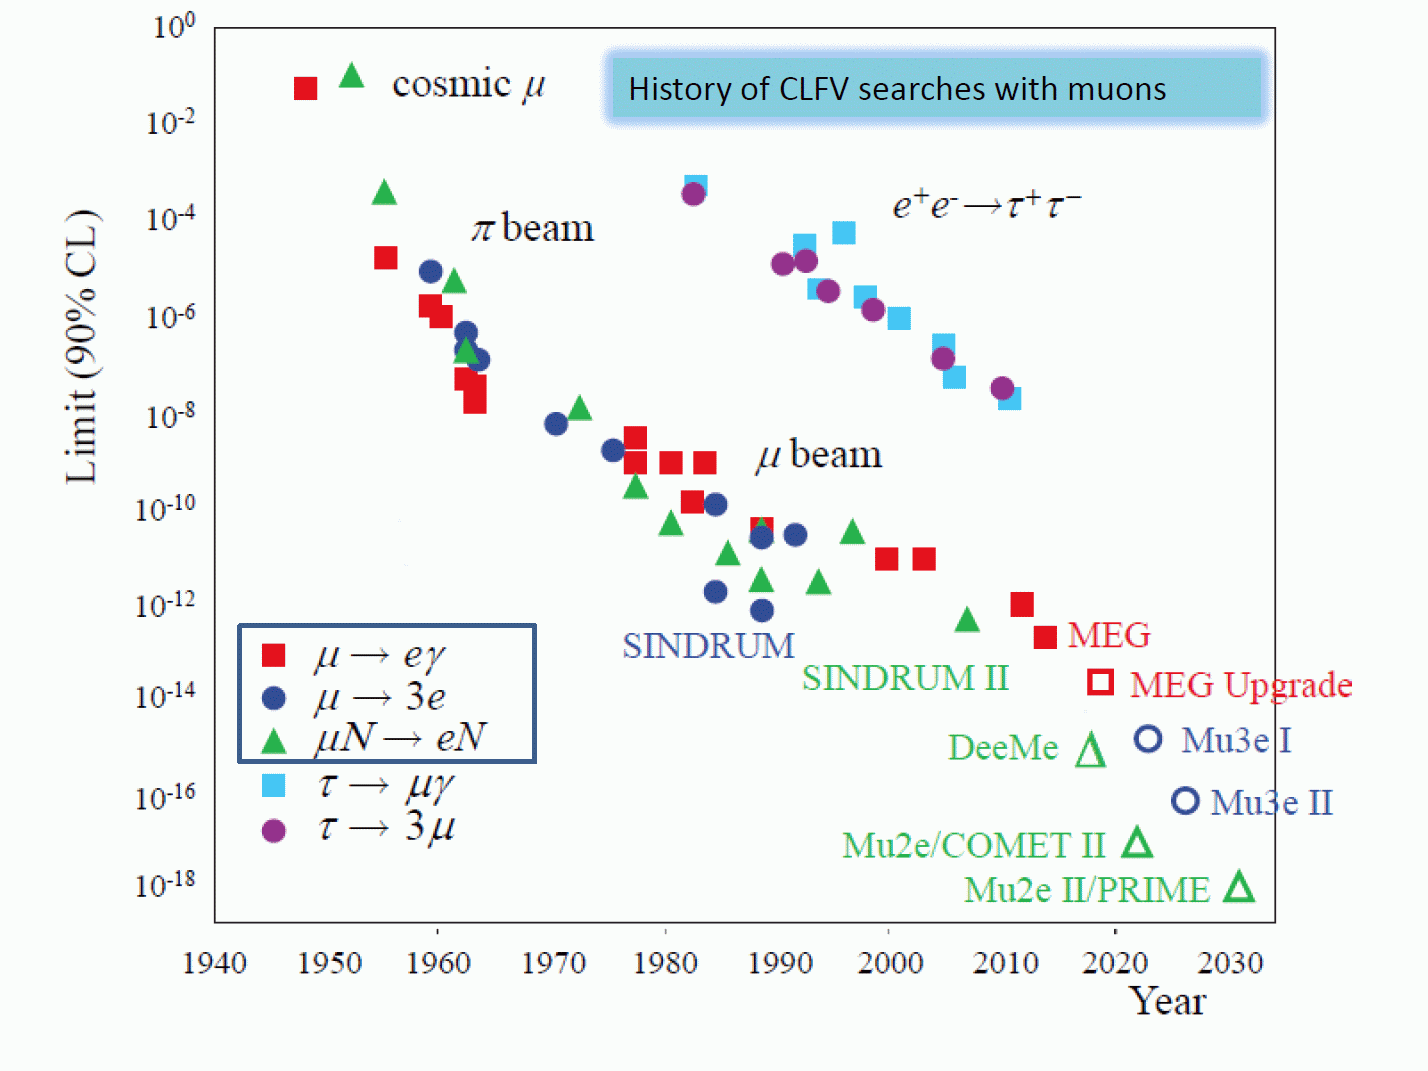 10⁰
History of CLFV searches with muons
cosmic μ
10⁻²
10⁻⁴
e⁺e⁻→τ⁺τ⁻
π beam
Limit (90% CL)
10⁻⁶
10⁻⁸
μ beam
10⁻¹⁰
10⁻¹²
SINDRUM
MEG
SINDRUM II
μ → eγ
MEG Upgrade
10⁻¹⁴
μ → 3e
μN → eN
DeeMe
Mu3e I
τ → μγ
10⁻¹⁶
Mu3e II
τ → 3μ
Mu2e/COMET II
10⁻¹⁸
Mu2e II/PRIME
1940 1950 1960 1970 1980 1990 2000 2010 2020 2030
Year